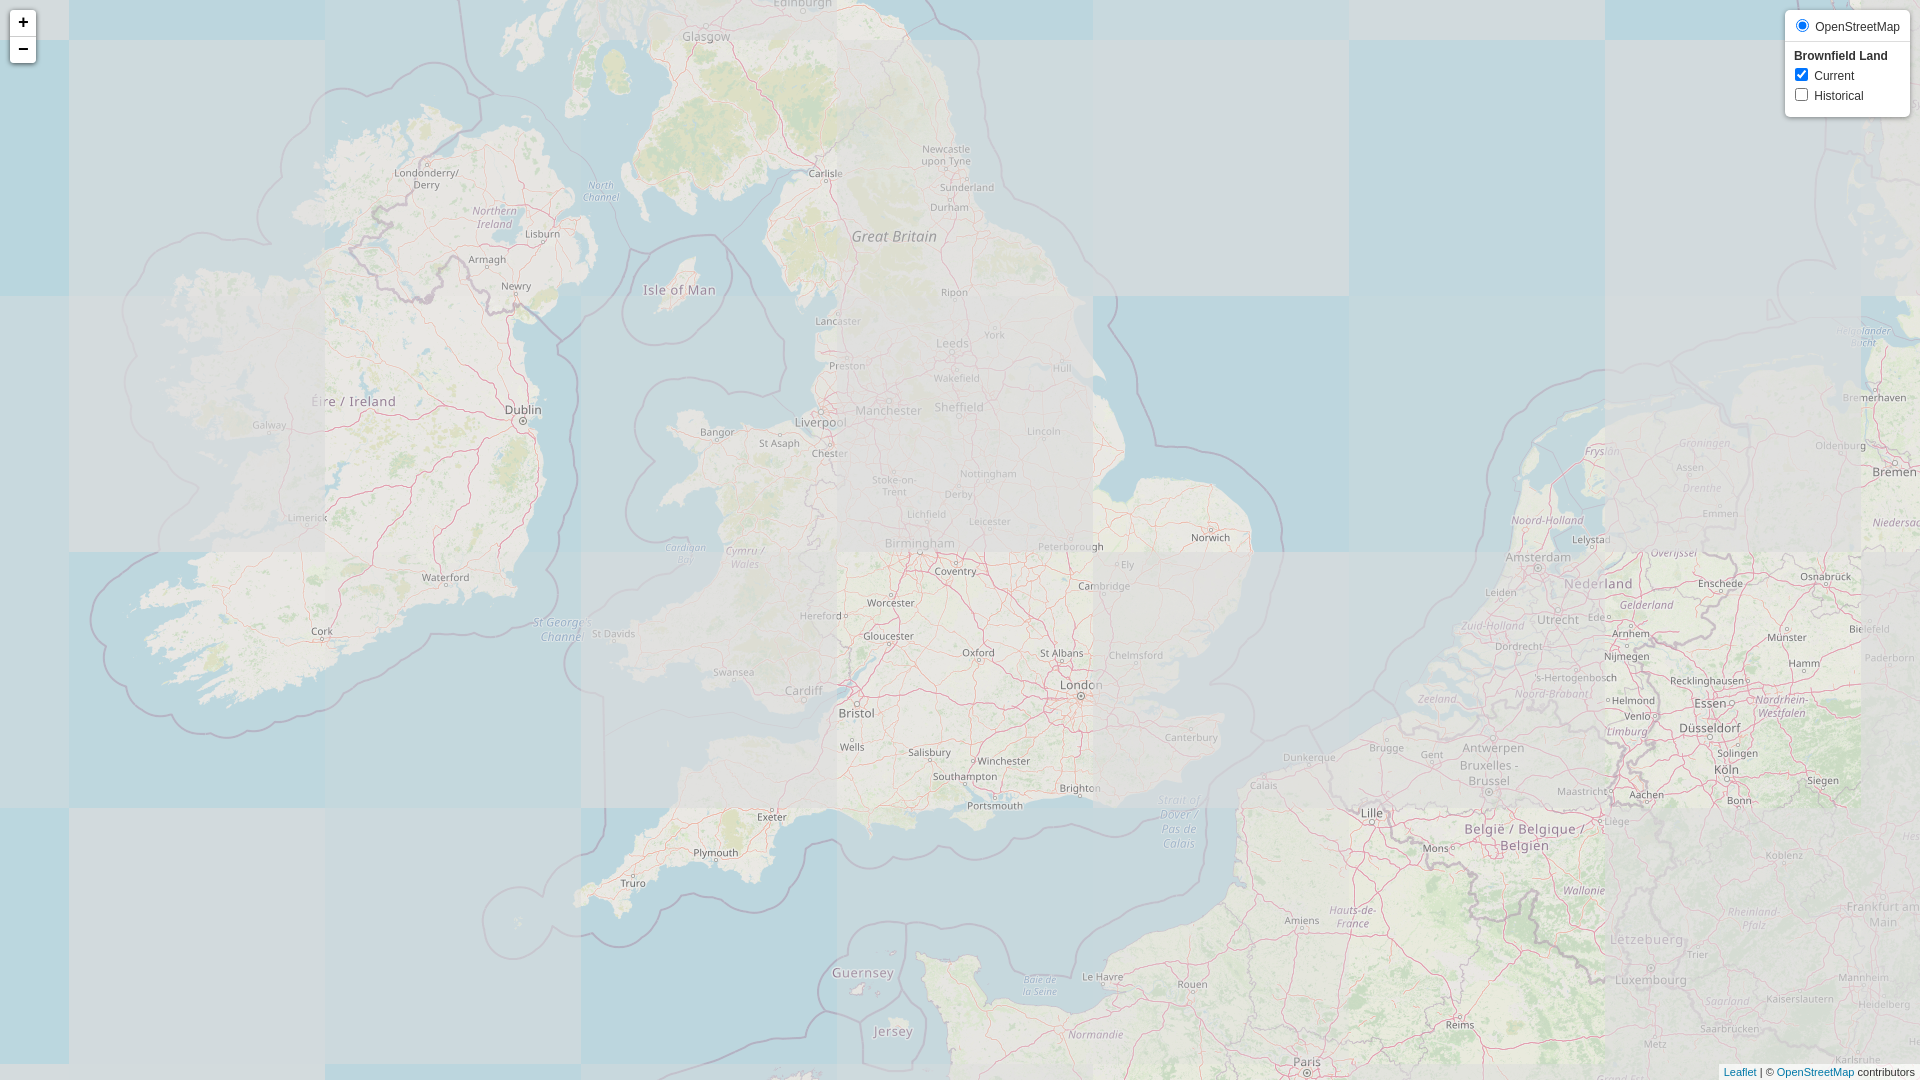 +
−
OpenStreetMap
Brownfield Land
Current
Historical
Edinburgh
Glasgow
Newcastle
upon Tyne
Carlisle
Sunderland
Durham
Londonderry/
Derry
North
Channel
Northern
Ireland
Lisburn
Great Britain
Armagh
Newry
Isle of Man
Ripon
Lancaster
York
Leeds
Preston
Hull
Wakefield
Éire / Ireland
Dublin
Manchester
Sheffield
Liverpool
Galway
Bangor
St Asaph
Lincoln
Chester
Bremerhaven
Groningen
Oldenburg
Frysân
Assen
Bremen
Nottingham
Stoke-on-
Trent
Derby
Drenthe
Limerick
Lichfield
Leicester
Emmen
Noord-Holland
Norwich
Birmingham
Peterborough
Lelystad
Cardigan
Bay
Cymru /
Wales
Overijssel
Amsterdam
Ely
Coventry
Waterford
Cambridge
Nederland
Enschede
Osnabrück
Worcester
Hereford
Leiden
Gelderland
Utrecht
Ede
Cork
St George's
Channel
St Davids
Gloucester
Zuid-Holland
Arnhem
Münster
Bielefeld
Dordrecht
Oxford
St Albans
Chelmsford
Nijmegen
Paderborn
Hamm
Swansea
's-Hertogenbosch
Recklinghausen
London
Cardiff
Noord-Brabant
Zeeland
Helmond
Essen
Nordrhein-
Westfalen
Bristol
Venlo
Limburg
Düsseldorf
Canterbury
Wells
Salisbury
Brugge
Gent
Antwerpen
Solingen
Winchester
Dunkerque
Bruxelles -
Brussel
Köln
Siegen
Southampton
Brighton
Calais
Maastricht
Aachen
Bonn
Portsmouth
Strait of
Dover /
Pas de
Calais
Exeter
Lille
Liège
België / Belgique /
Belgien
Mons
Plymouth
Koblenz
Truro
Wallonie
Hauts-de-
France
Amiens
Rheinland-
Pfalz
Frankfurt am
Main
Lëtzebuerg
Trier
Guernsey
Le Havre
Baie de
la Seine
Rouen
Luxembourg
Mannheim
Saarland
Kaiserslautern
Heidelberg
Jersey
Normandie
Reims
Saarbrücken
Metz
Paris
Karlsruhe
Grand Est
Leaflet | © OpenStreetMap contributors